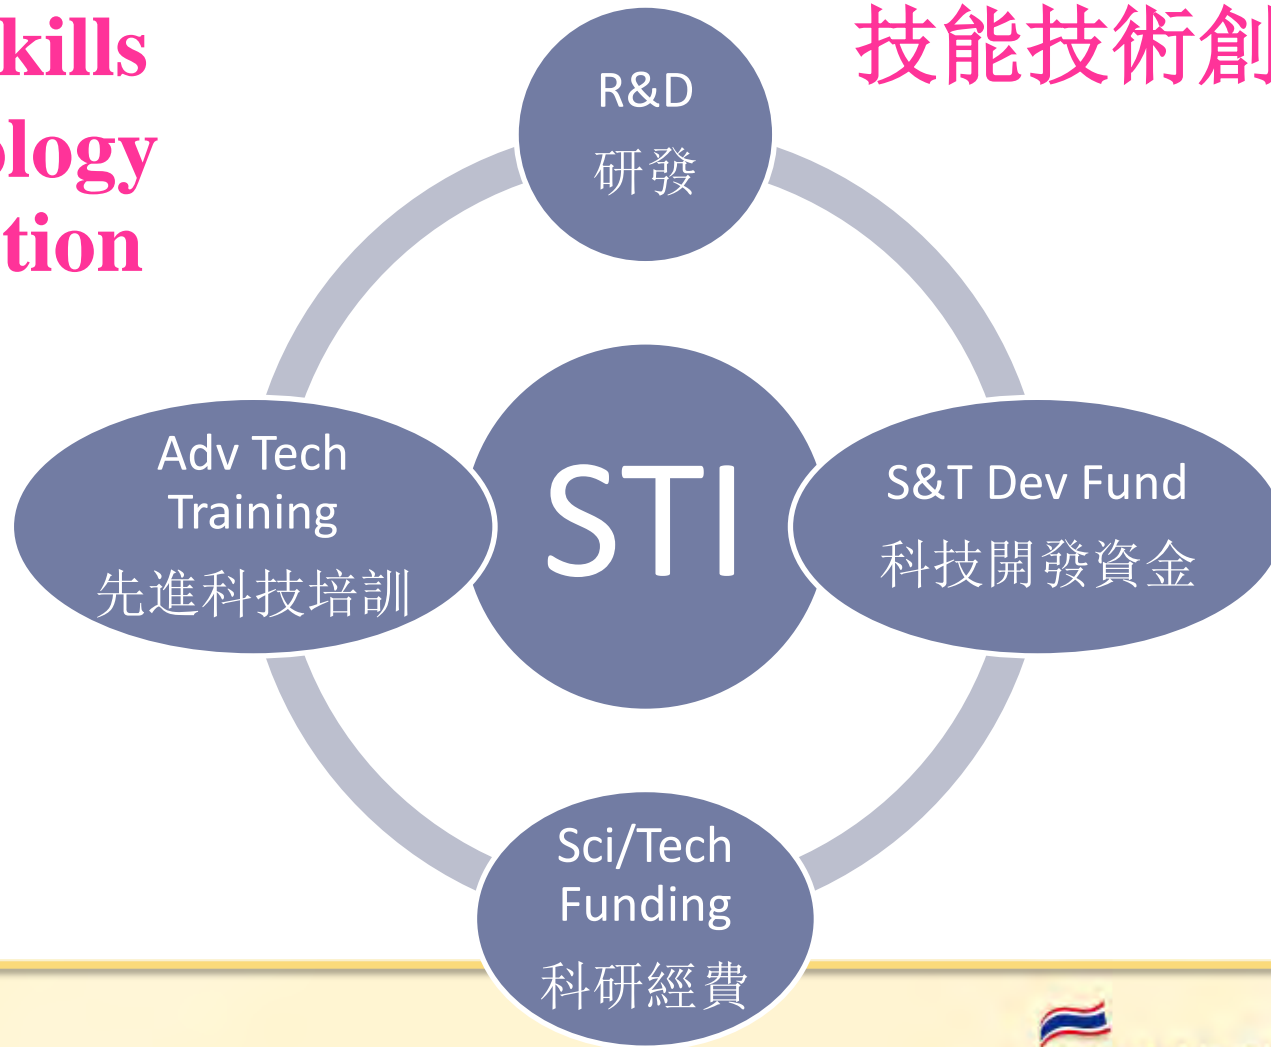 kills
ology
tion
技能技術創
R&D
研發
Adv Tech
Training
先進科技培訓
STI
S&T Dev Fund
科技開發資金
Sci/Tech
Funding
科研經費